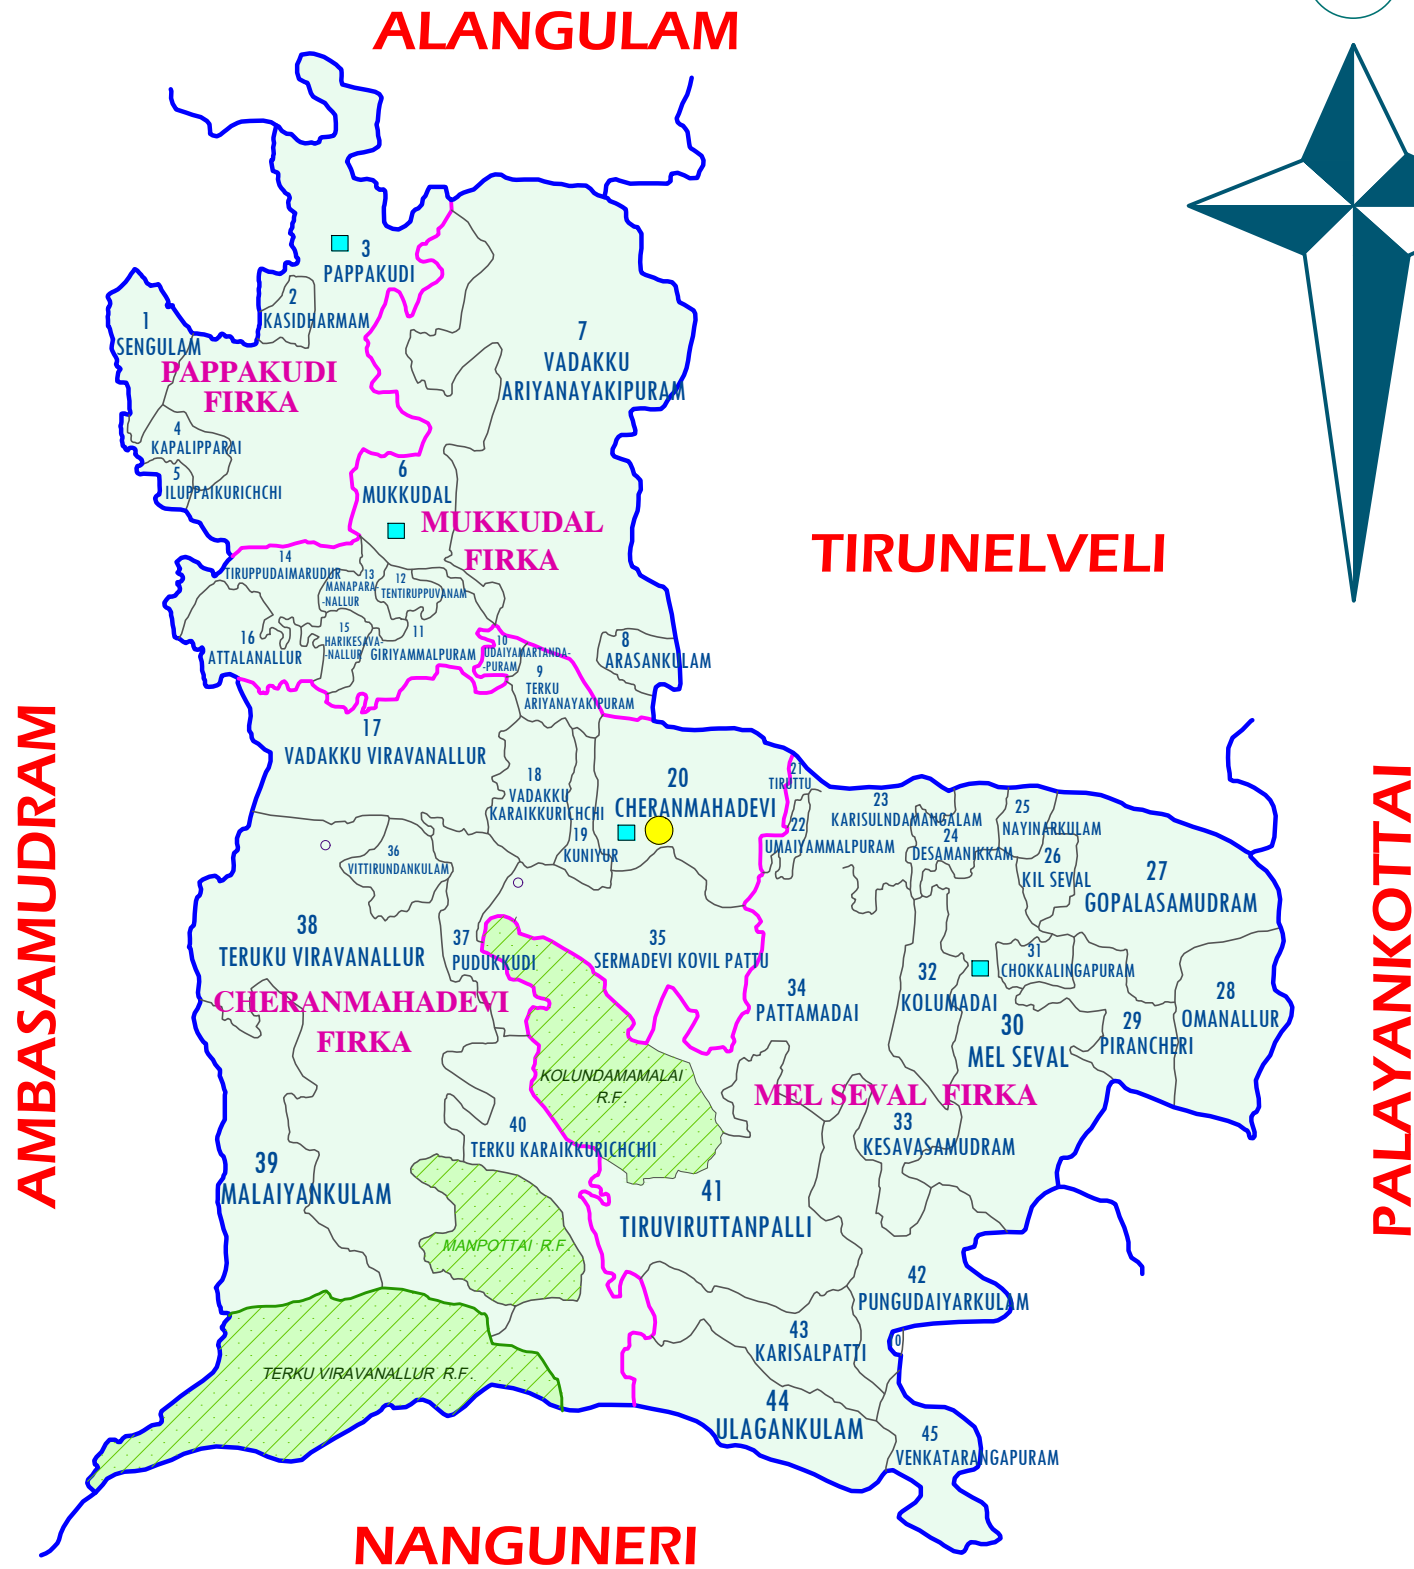 ALANGULAM
3
PAPPAKUDI
2
KASIDHARMAM
1
SENGULAM
PAPPAKUDI
FIRKA
7
VADAKKU
ARIYANAYAKIPURAM
4
KAPALIPPARAI
5
ILUPPAIKURICHCHI
6
MUKKUDAL
MUKKUDAL
FIRKA
TIRUNELVELI
14
TIRUPPUDAIMARUDUR
13
MANAPARA-
-NALLUR
12
TENTIRUPPUVANAM
16
ATTALANALLUR
15
HARIKESAVA-
-NALLUR
11
GIRIYAMMALPURAM
10
UDAIYAMARTANDA-
-PURAM
9
TERKU
ARIYANAYAKIPURAM
8
ARASANKULAM
AMBASAMUDRAM
17
VADAKKU VIRAVANALLUR
18
VADAKKU
KARAIKKURICHCHI
19
KUNIYUR
20
CHERANMAHADEVI
21
TIRUTTU
22
UMAIYAMMALPURAM
23
KARISULNDAMANGALAM
24
DESAMANIKKAM
25
NAYINARKULAM
26
KIL SEVAL
27
GOPALASAMUDRAM
PALAYANKOTTAI
36
VITTIRUNDANKULAM
38
TERUKU VIRAVANALLUR
37
PUDUKKUDI
35
SERMADEVI KOVIL PATTU
34
PATTAMADAI
32
KOLUMADAI
31
CHOKKALINGAPURAM
28
OMANALLUR
29
PIRANCHERI
30
MEL SEVAL
CHERANMAHADEVI
FIRKA
KOLUNDAMAMALAI
R.F.
MEL SEVAL FIRKA
33
KESAVASAMUDRAM
40
TERKU KARAIKKURICHCHII
39
MALAIYANKULAM
41
TIRUVIRUTTANPALLI
MANPOTTAI R.F.
42
PUNGUDAIYARKULAM
0
43
KARISALPATTI
TERKU VIRAVANALLUR R.F.
44
ULAGANKULAM
45
VENKATARANGAPURAM
NANGUNERI